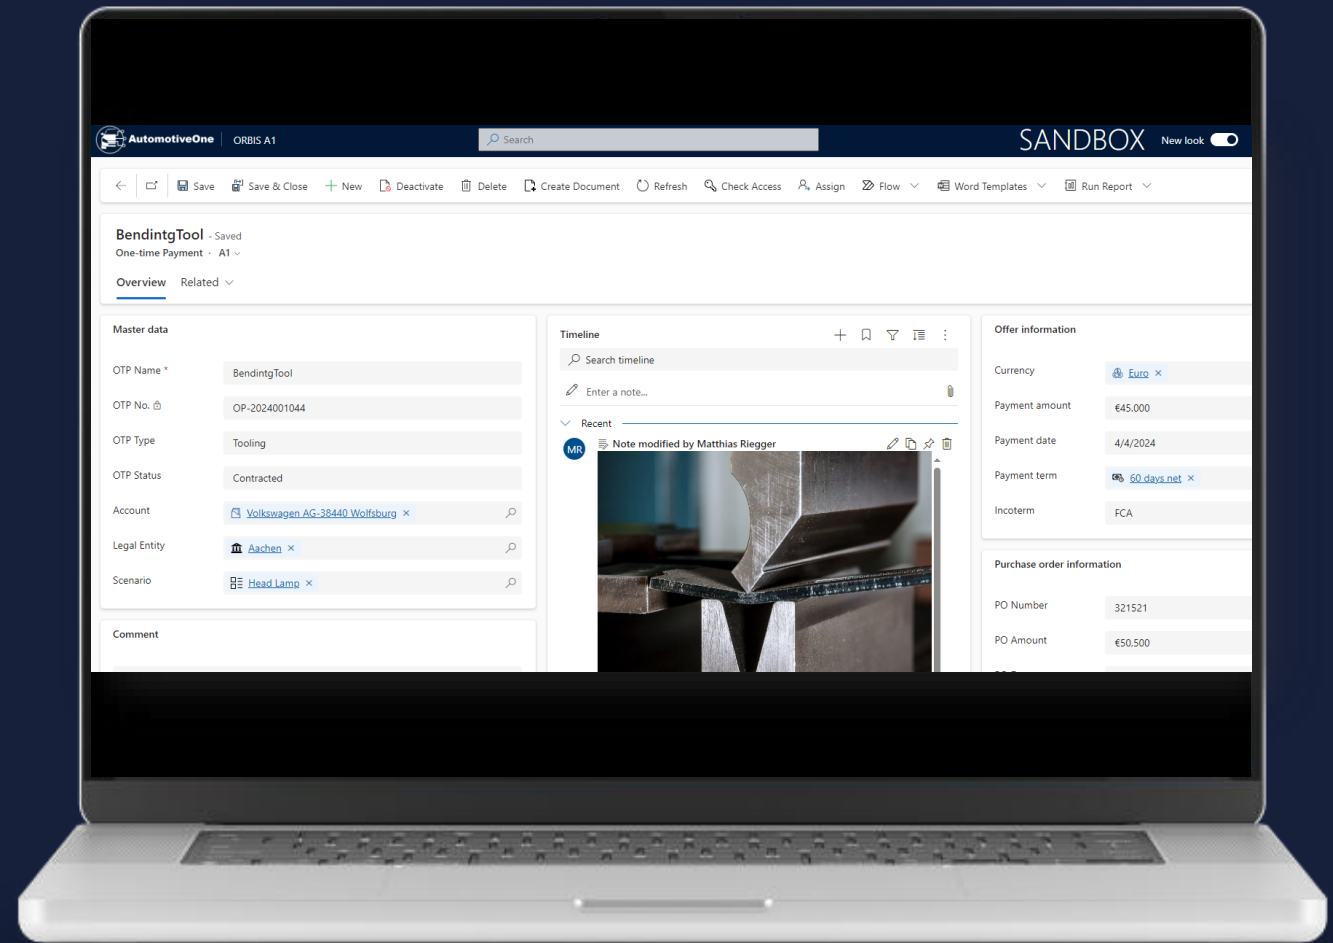 AutomotiveOne ORBIS A1 Search SANDBOX New look
Save Save & Close New Deactivate Delete Create Document Refresh Check Access Assign Flow Word Templates Run Report
BendintgTool - Saved
One-time Payment · A1
Overview Related
Master data
OTP Name * BendintgTool
OTP No. OP-2024001044
OTP Type Tooling
OTP Status Contracted
Account Volkswagen AG-38440 Wolfsburg
Legal Entity Aachen
Scenario Head Lamp
Comment
Timeline
Search timeline
Enter a note...
Recent
MR Note modified by Matthias Riegger
Offer information
Currency Euro
Payment amount €45.000
Payment date 4/4/2024
Payment term 60 days net
Incoterm FCA
Purchase order information
PO Number 321521
PO Amount €50,500